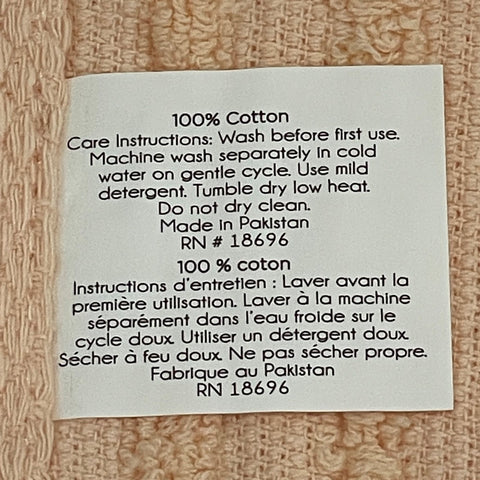 100% Cotton
Care Instructions: Wash before first use.
Machine wash separately in cold
water on gentle cycle. Use mild
detergent. Tumble dry low heat.
Do not dry clean.
Made in Pakistan
RN # 18696
100 % coton
Instructions d'entretien : Laver avant la
première utilisation. Laver à la machine
séparément dans l'eau froide sur le
cycle doux. Utiliser un détergent doux.
Sécher à feu doux. Ne pas sécher propre.
Fabrique au Pakistan
RN 18696